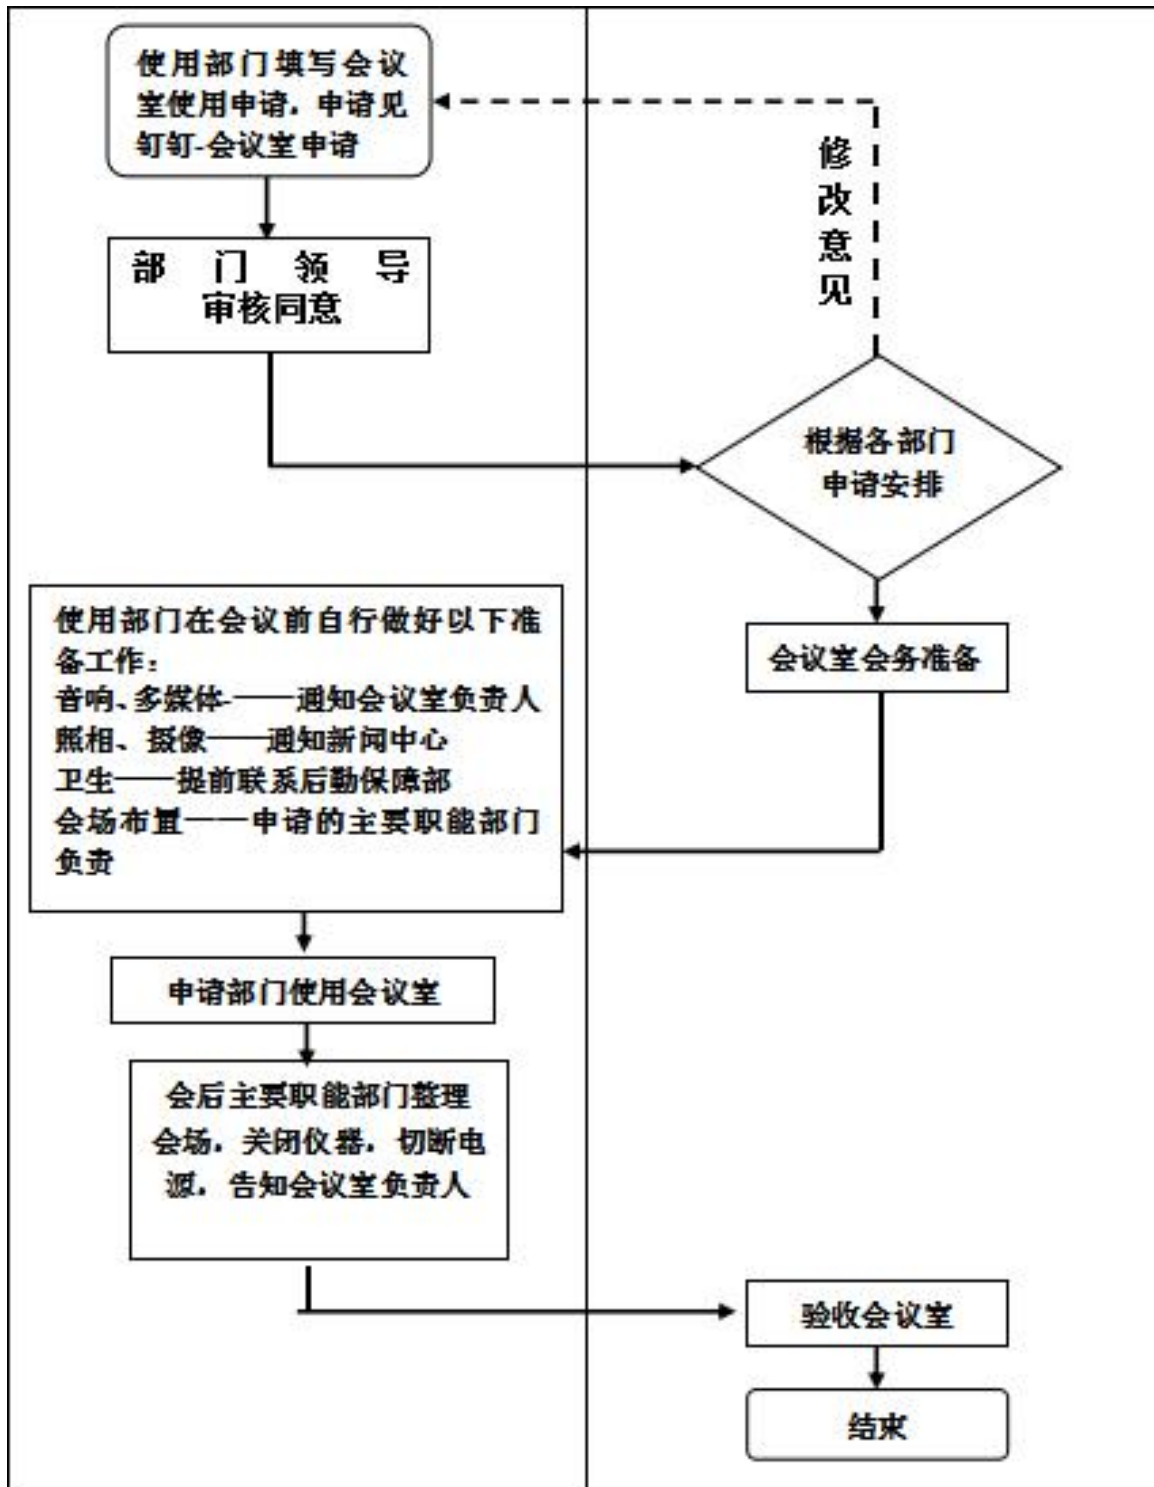 使用部门填写会议
室使用申请，申请见
钉钉-会议室申请
部门领导
审核同意
修
改
意
见
根据各部门
申请安排
会议室会务准备
使用部门在会议前自行做好以下准
备工作：
音响、多媒体-——通知会议室负责人
照相、摄像——通知新闻中心
卫生——提前联系后勤保障部
会场布置——申请的主要职能部门
负责
申请部门使用会议室
会后主要职能部门整理
会场，关闭仪器，切断电
源，告知会议室负责人
验收会议室
结束